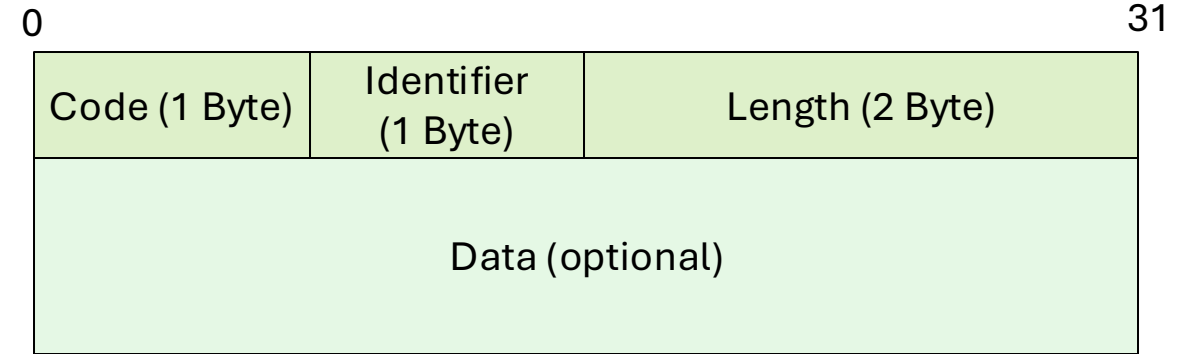 0 31
Code (1 Byte) Identifier (1 Byte) Length (2 Byte)
Data (optional)